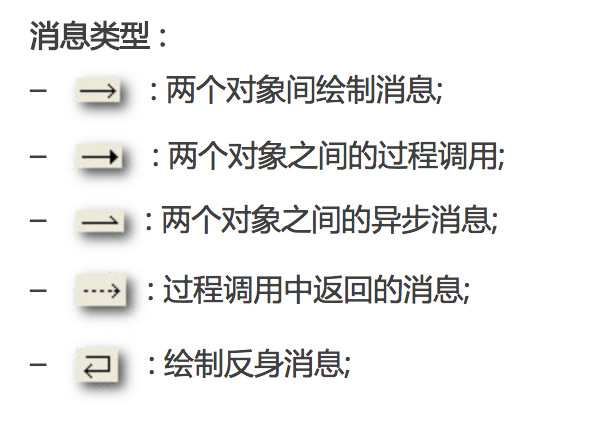 消息类型：
– ：两个对象间绘制消息;
– ：两个对象之间的过程调用;
– ：两个对象之间的异步消息;
– ：过程调用中返回的消息;
– ：绘制反身消息;